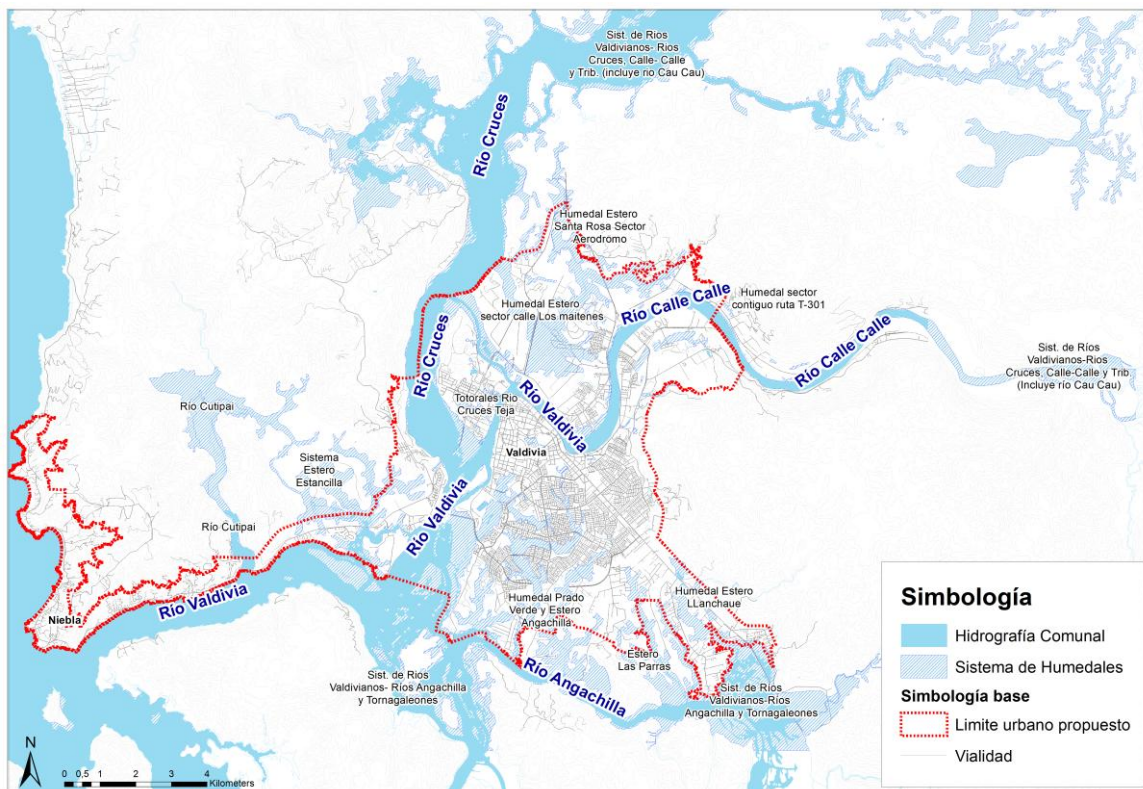 Sist. de Rios
Valdivianos- Rios
Cruces, Calle- Calle
y Trib. (incluye rio Cau Cau)
Río Cruces
Humedal Estero
Santa Rosa Sector
Aerodromo
Humedal Estero
sector calle Los maitenes
Río Calle Calle
Humedal sector
contiguo ruta T-301
Río Calle Calle
Sist. de Ríos
Valdivianos-Rios
Cruces, Calle-Calle y Trib.
(Incluye río Cau Cau)
Río Cruces
Totorales Rio
Cruces Teja
Río Valdivia
Río Cutipai
Sistema
Estero
Estancilla
Valdivia
Río Valdivia
Río Cutipai
Río Valdivia
Niebla
Humedal Prado
Verde y Estero
Angachilla
Humedal Estero
LLanchaue
Estero
Las Parras
Río Angachilla
Sist. de Rios
Valdivianos- Ríos Angachilla
y Tornagaleones
Sist. de Ríos
Valdivianos-Ríos
Angachilla y Tornagaleones
Simbología
Hidrografía Comunal
Sistema de Humedales
Simbología base
Limite urbano propuesto
Vialidad
N
0 0,5 1 2 3 4
Kilometers